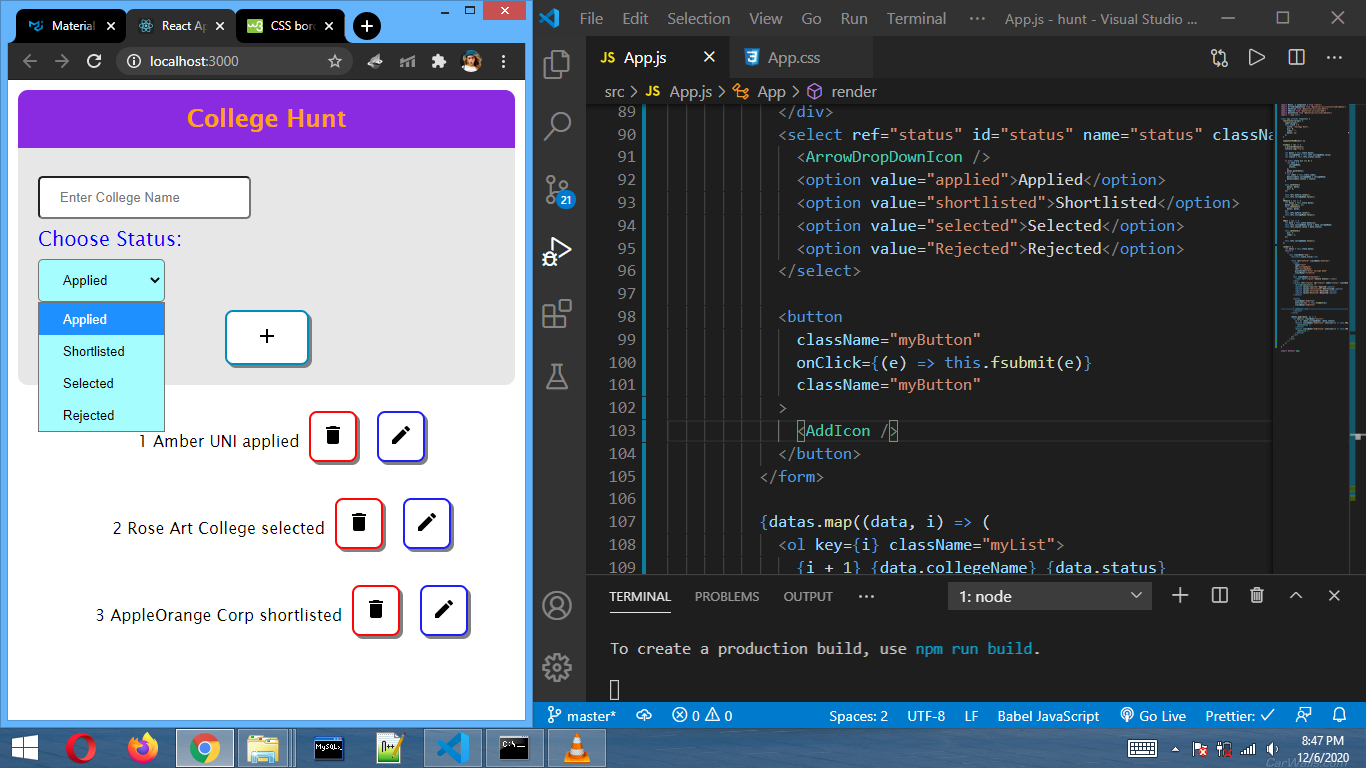 Material
React Ap
CSS bor
localhost:3000
College Hunt
Enter College Name
Choose Status:
Applied
Applied
Shortlisted
Selected
Rejected
1 Amber UNI applied
2 Rose Art College selected
3 AppleOrange Corp shortlisted
File Edit Selection View Go Run Terminal ··· App.js - hunt - Visual Studio ...
JS App.js
App.css
src > JS App.js > App > render
21
89 </div>
90 <select ref="status" id="status" name="status" classNa
91 <ArrowDropDownIcon />
92 <option value="applied">Applied</option>
93 <option value="shortlisted">Shortlisted</option>
94 <option value="selected">Selected</option>
95 <option value="Rejected">Rejected</option>
96 </select>
97
98 <button
99 className="myButton"
100 onClick={(e) => this.fsubmit(e)}
101 className="myButton"
102 >
103 <AddIcon />
104 </button>
105 </form>
106
107 {datas.map((data, i) => (
108 <ol key={i} className="myList">
109 {i + 1} {data.collegeName} {data.status}
TERMINAL PROBLEMS OUTPUT ··· 1: node
To create a production build, use npm run build.
master* 0 0 Spaces: 2 UTF-8 LF Babel JavaScript Go Live Prettier: ✓
MySQL
C:\
8:47 PM
12/6/2020